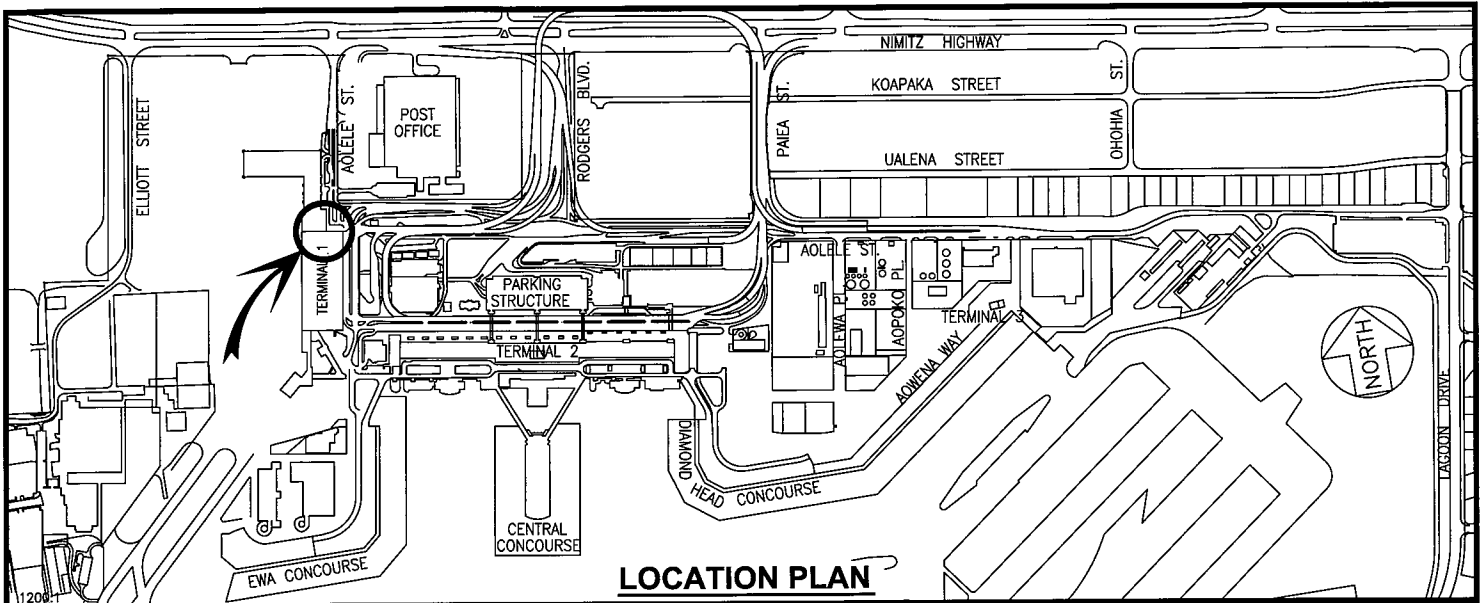 NIMITZ HIGHWAY
KOAPAKA STREET
UALENA STREET
ELLIOTT STREET
AOLELE ST.
POST
OFFICE
RODGERS BLVD.
PAIEA ST.
OHOHIA ST.
TERMINAL 1
PARKING
STRUCTURE
TERMINAL 2
AOLELE ST.
AOLEWA PL.
AOPOKO PL.
TERMINAL 3
AOWENA WAY
NORTH
LAGOON DRIVE
DIAMOND HEAD CONCOURSE
CENTRAL
CONCOURSE
EWA CONCOURSE
LOCATION PLAN
1200:1